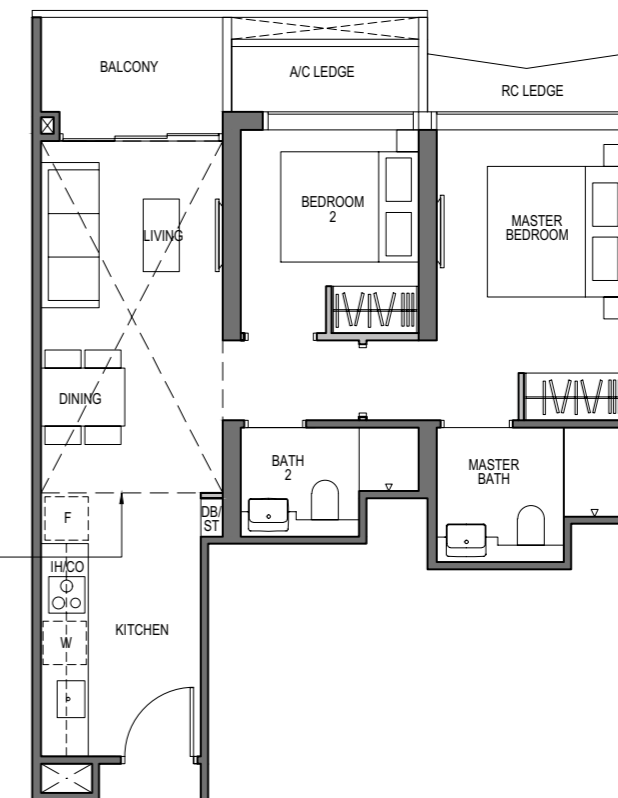 BALCONY
A/C LEDGE
RC LEDGE
LIVING
BEDROOM
2
MASTER
BEDROOM
DINING
BATH
2
MASTER
BATH
F
DB/
ST
IH/CO
W
KITCHEN